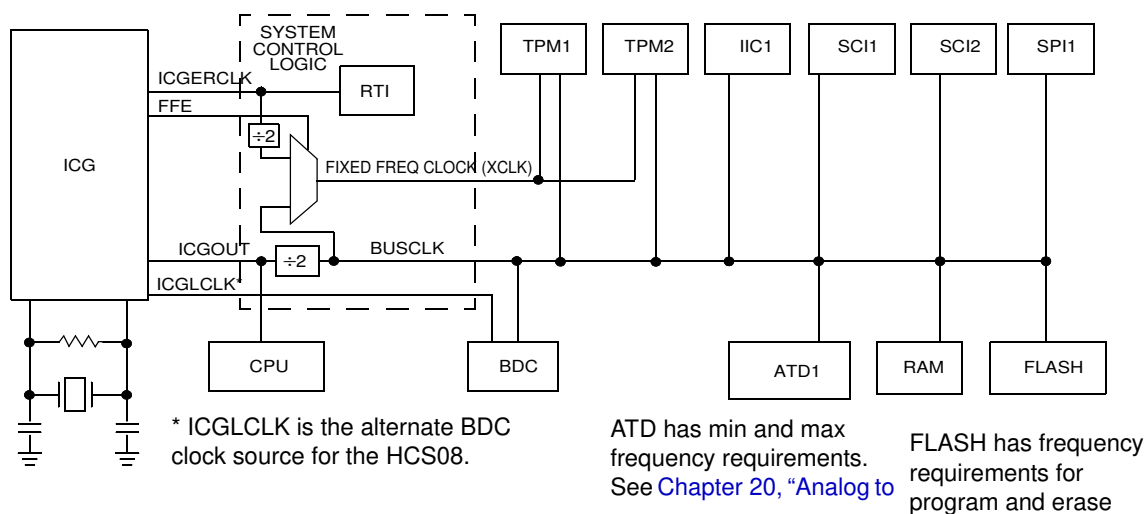 SYSTEM
CONTROL
LOGIC
TPM1
TPM2
IIC1
SCI1
SCI2
SPI1
ICGERCLK
RTI
FFE
÷2
ICG
FIXED FREQ CLOCK (XCLK)
ICGOUT
÷2
BUSCLK
ICGLCLK*
CPU
BDC
ATD1
RAM
FLASH
* ICGLCLK is the alternate BDC
clock source for the HCS08.
ATD has min and max
frequency requirements.
See Chapter 20, “Analog to
FLASH has frequency
requirements for
program and erase